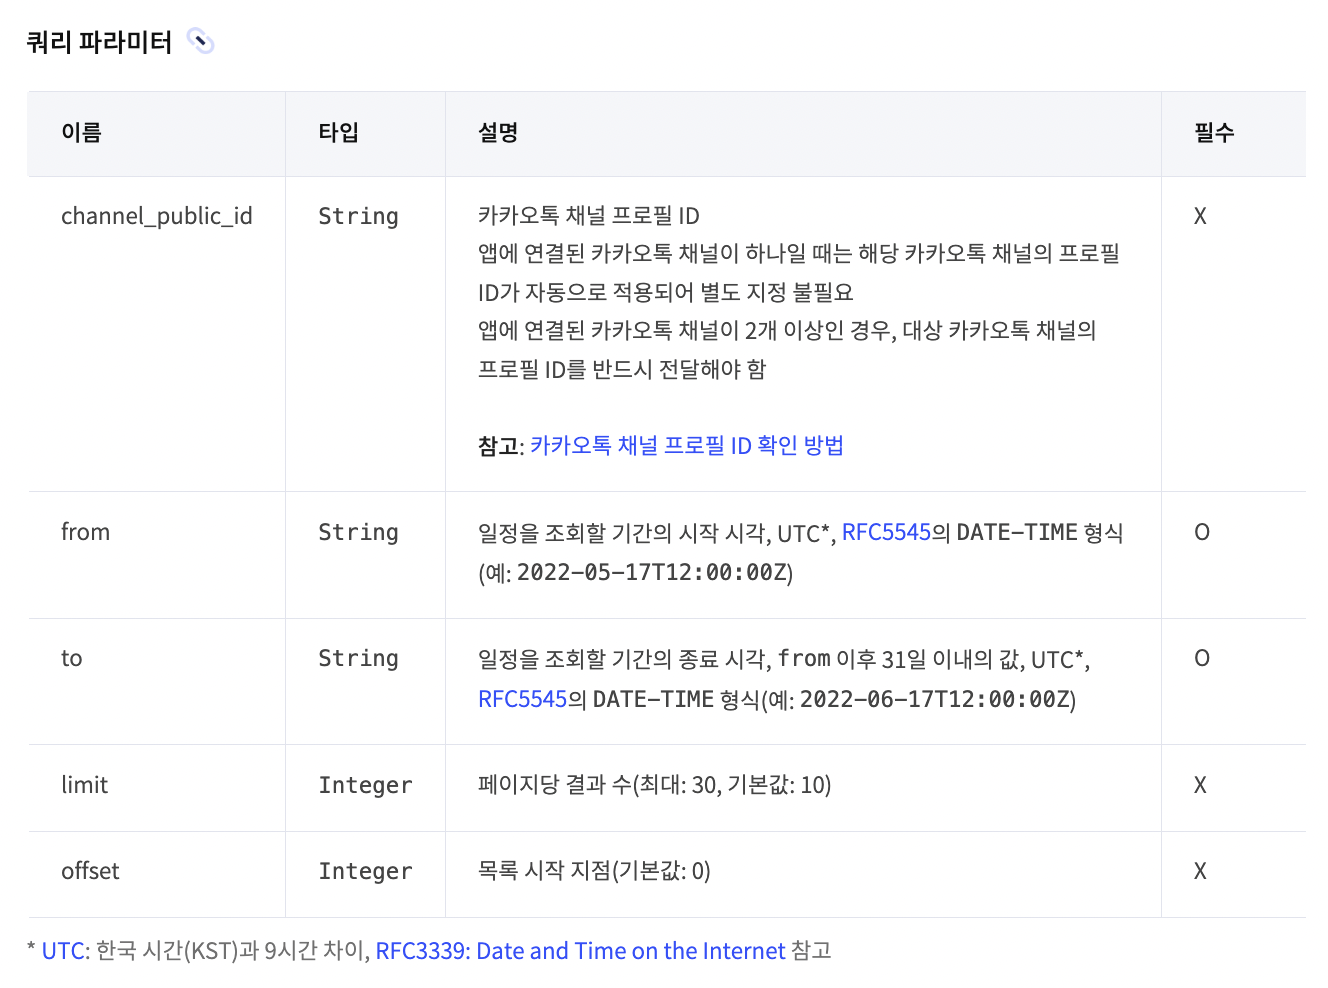 쿼리 파라미터
이름 타입 설명 필수
channel_public_id String 카카오톡 채널 프로필 ID X
앱에 연결된 카카오톡 채널이 하나일 때는 해당 카카오톡 채널의 프로필
ID가 자동으로 적용되어 별도 지정 불필요
앱에 연결된 카카오톡 채널이 2개 이상인 경우, 대상 카카오톡 채널의
프로필 ID를 반드시 전달해야 함
참고: 카카오톡 채널 프로필 ID 확인 방법
from String 일정을 조회할 기간의 시작 시각, UTC*, RFC5545의 DATE-TIME 형식 O
(예: 2022-05-17T12:00:00Z)
to String 일정을 조회할 기간의 종료 시각, from 이후 31일 이내의 값, UTC*, O
RFC5545의 DATE-TIME 형식(예: 2022-06-17T12:00:00Z)
limit Integer 페이지당 결과 수(최대: 30, 기본값: 10) X
offset Integer 목록 시작 지점(기본값: 0) X
* UTC: 한국 시간(KST)과 9시간 차이, RFC3339: Date and Time on the Internet 참고